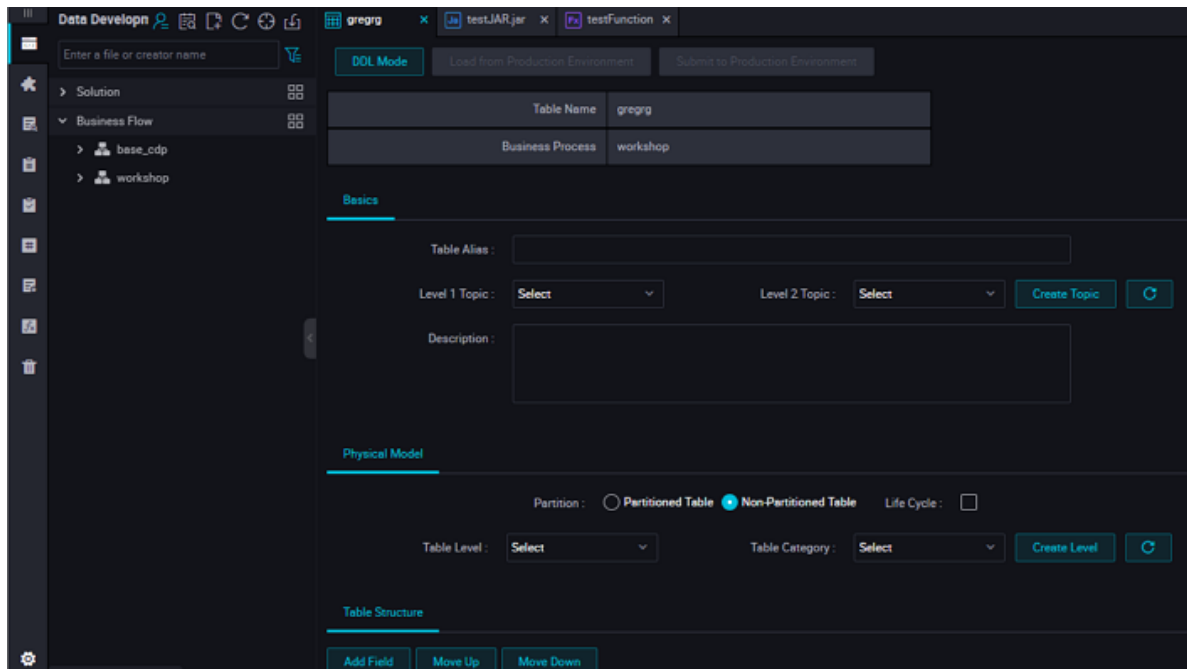 Data Developn
gregrg
Ja testJAR.jar
Fx testFunction
Enter a file or creator name
DDL Mode
Load from Production Environment
Submit to Production Environment
Solution
Business Flow
base_cdp
workshop
Table Name gregrg
Business Process workshop
Basics
Table Alias :
Level 1 Topic : Select
Level 2 Topic : Select
Create Topic
Description :
Physical Model
Partition : Partitioned Table Non-Partitioned Table Life Cycle :
Table Level : Select
Table Category : Select
Create Level
Table Structure
Add Field Move Up Move Down